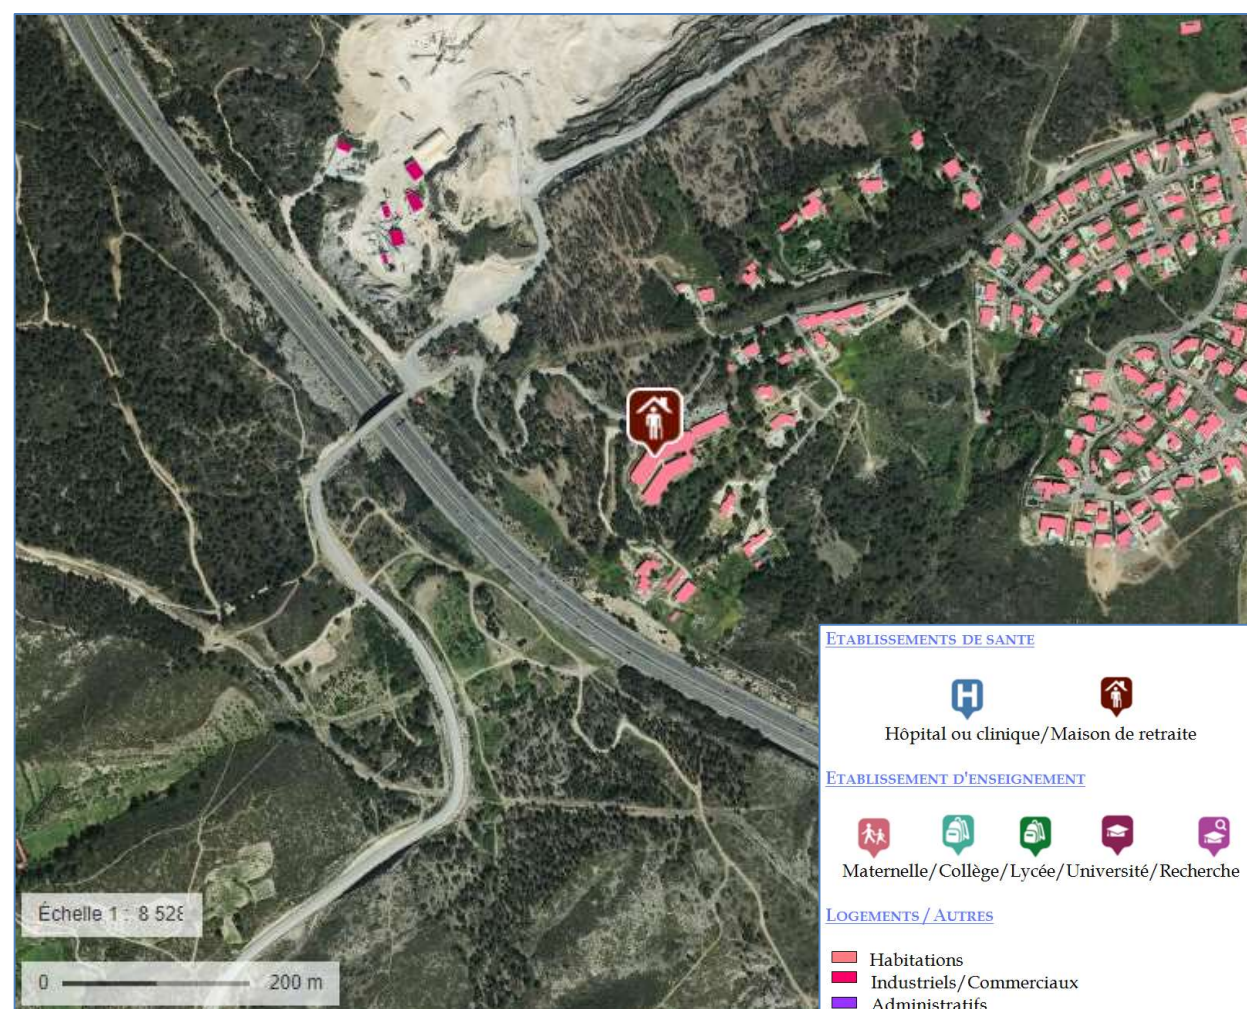 ETABLISSEMENTS DE SANTE
H
Hôpital ou clinique/Maison de retraite
ETABLISSEMENT D'ENSEIGNEMENT
Maternelle/Collège/Lycée/Université/Recherche
LOGEMENTS / AUTRES
Habitations
Industriels/Commerciaux
Administratifs
Échelle 1 : 8 528
0 200 m